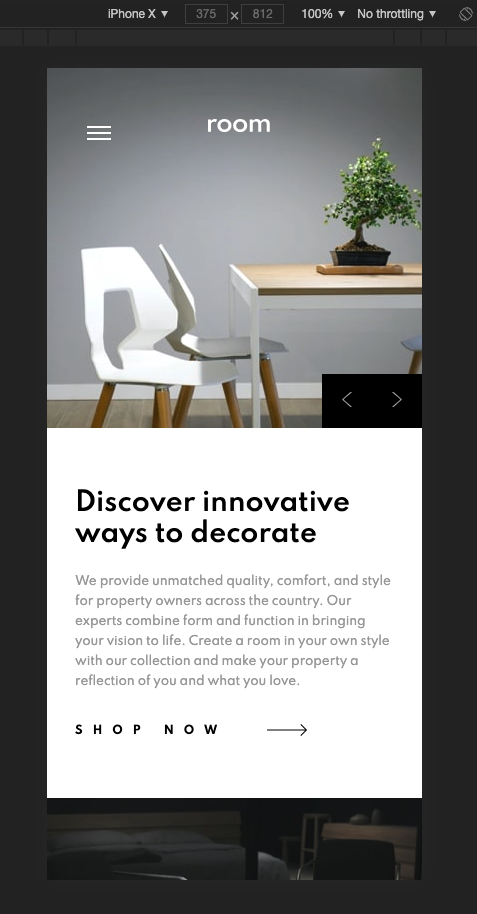 iPhone X ▼ 375 × 812 100% ▼ No throttling ▼
room
Discover innovative
ways to decorate
We provide unmatched quality, comfort, and style
for property owners across the country. Our
experts combine form and function in bringing
your vision to life. Create a room in your own style
with our collection and make your property a
reflection of you and what you love.
SHOP NOW